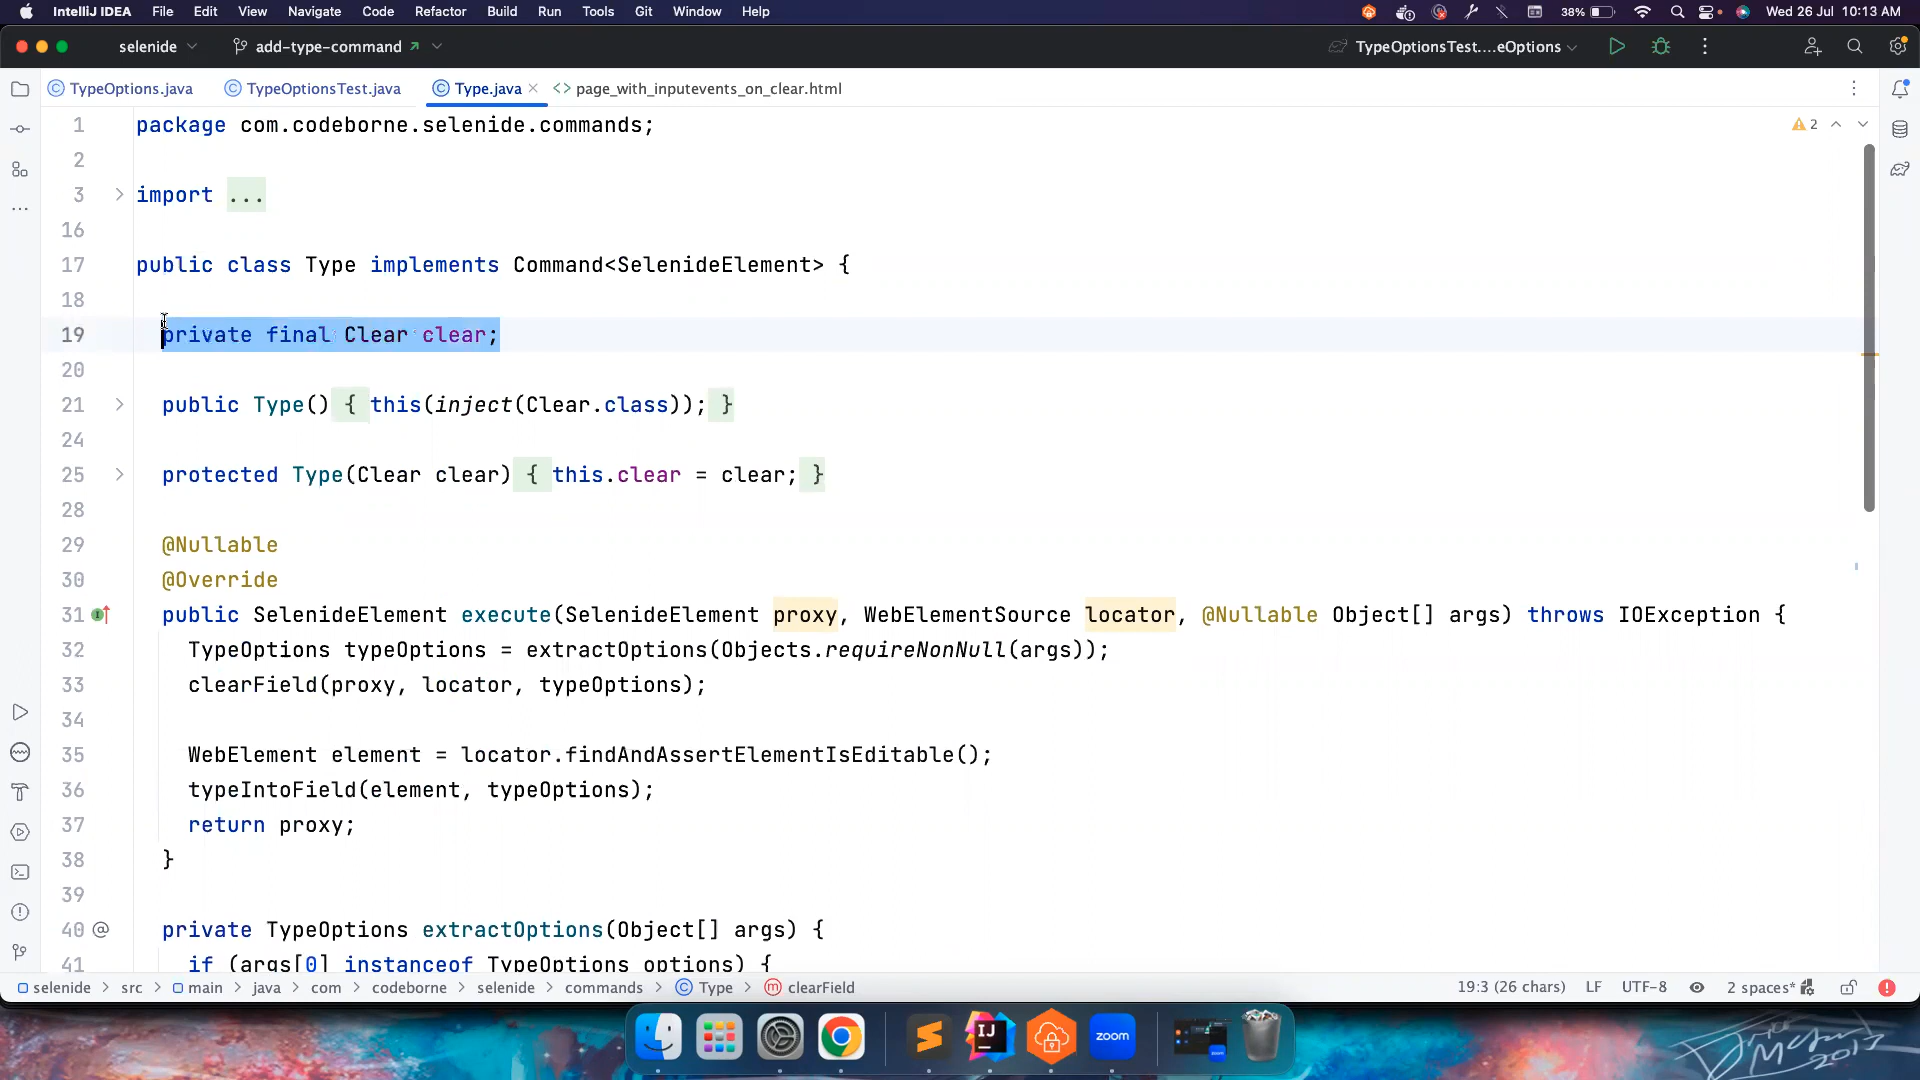 IntelliJ IDEA File Edit View Navigate Code Refactor Build Run Tools Git Window Help 38% Wed 26 Jul 10:13 AM
selenide add-type-command TypeOptionsTest....eOptions
TypeOptions.java TypeOptionsTest.java Type.java page_with_inputevents_on_clear.html
1 package com.codeborne.selenide.commands; 2
2
3 import ...
16
17 public class Type implements Command<SelenideElement> {
18
19 private final Clear clear;
20
21 public Type() { this(inject(Clear.class)); }
24
25 protected Type(Clear clear) { this.clear = clear; }
28
29 @Nullable
30 @Override
31 public SelenideElement execute(SelenideElement proxy, WebElementSource locator, @Nullable Object[] args) throws IOException {
32 TypeOptions typeOptions = extractOptions(Objects.requireNonNull(args));
33 clearField(proxy, locator, typeOptions);
34
35 WebElement element = locator.findAndAssertElementIsEditable();
36 typeIntoField(element, typeOptions);
37 return proxy;
38 }
39
40 @ private TypeOptions extractOptions(Object[] args) {
41 if (args[0] instanceof TypeOptions options) {
selenide > src > main > java > com > codeborne > selenide > commands > Type > clearField 19:3 (26 chars) LF UTF-8 2 spaces*
IJ zoom
2017